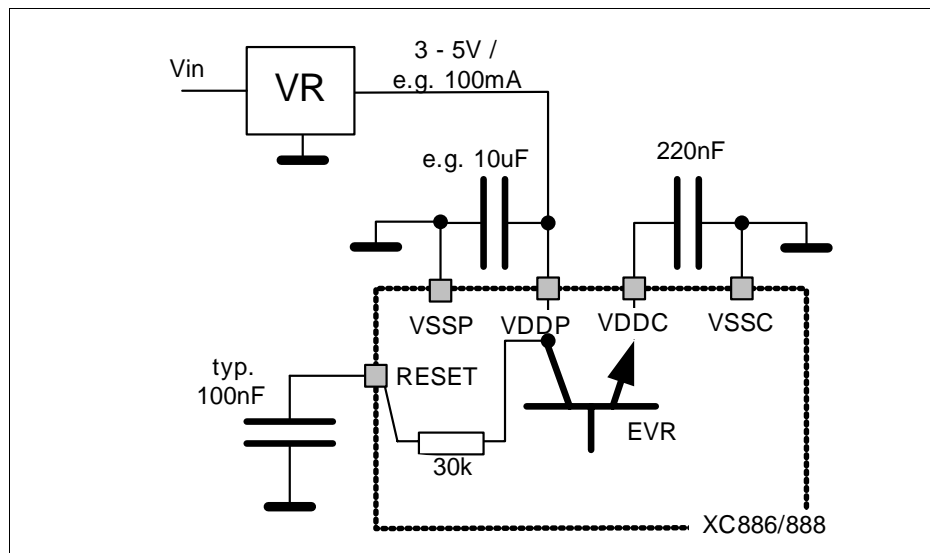 3 - 5V /
Vin
VR
e.g. 100mA
e.g. 10uF
220nF
VSSP
VDDP
VDDC
VSSC
typ.
100nF
RESET
EVR
30k
XC886/888